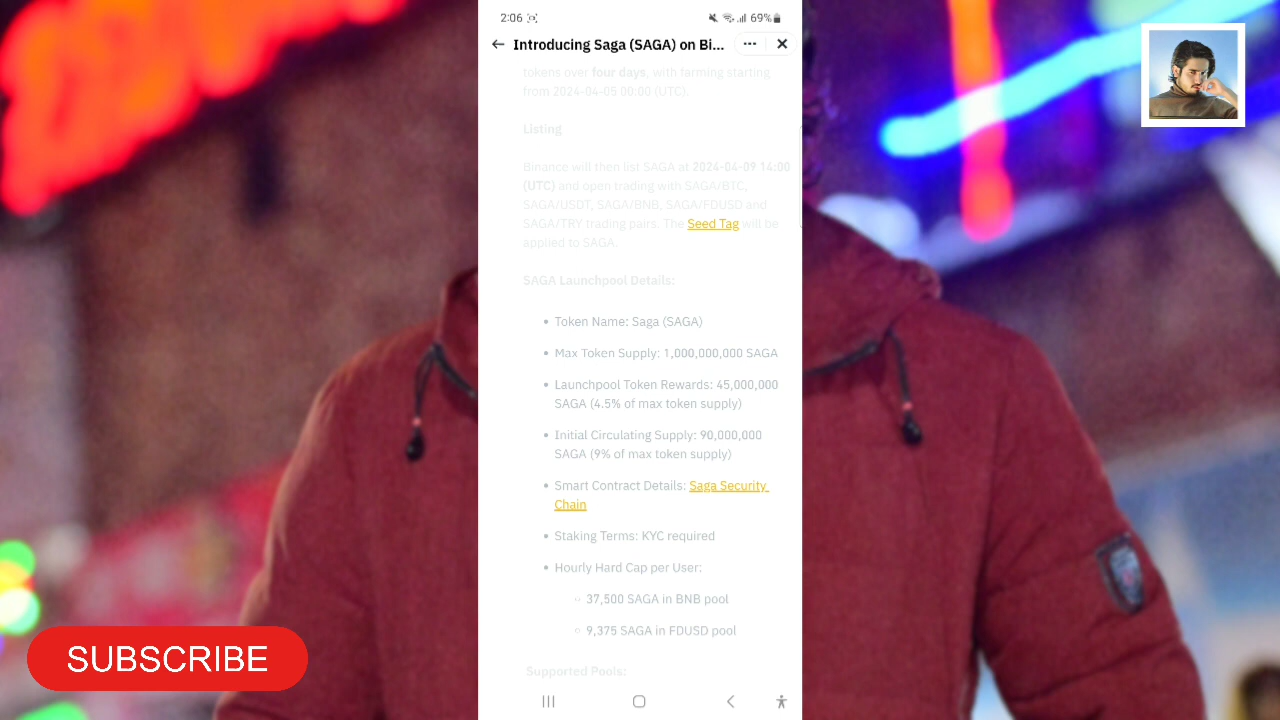 2:06
69%
Introducing Saga (SAGA) on Bi...
tokens over four days, with farming starting
from 2024-04-05 00:00 (UTC).
Listing
Binance will then list SAGA at 2024-04-09 14:00
(UTC) and open trading with SAGA/BTC,
SAGA/USDT, SAGA/BNB, SAGA/FDUSD and
SAGA/TRY trading pairs. The Seed Tag will be
applied to SAGA.
SAGA Launchpool Details:
• Token Name: Saga (SAGA)
• Max Token Supply: 1,000,000,000 SAGA
• Launchpool Token Rewards: 45,000,000
SAGA (4.5% of max token supply)
• Initial Circulating Supply: 90,000,000
SAGA (9% of max token supply)
• Smart Contract Details: Saga Security
Chain
• Staking Terms: KYC required
• Hourly Hard Cap per User:
◦ 37,500 SAGA in BNB pool
◦ 9,375 SAGA in FDUSD pool
Supported Pools:
SUBSCRIBE